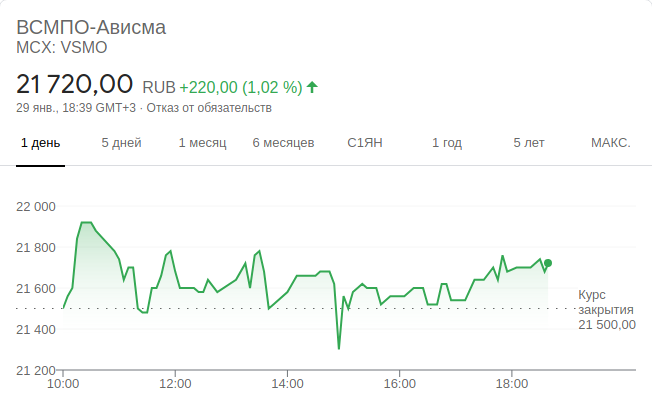 ВСМПО-Ависма
MCX: VSMO
21 720,00 RUB +220,00 (1,02 %)
29 янв., 18:39 GMT+3 · Отказ от обязательств
1 день 5 дней 1 месяц 6 месяцев С1ЯН 1 год 5 лет МАКС.
22 000
21 800
21 600
21 400
21 200
Курс
закрытия
21 500,00
10:00 12:00 14:00 16:00 18:00